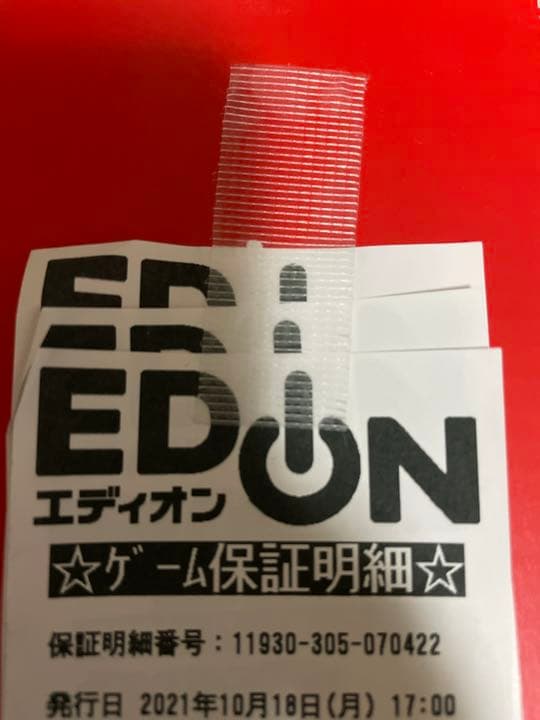 ED
ED
EDION
エディオン
☆ゲーム保証明細☆
保証明細番号：11930-305-070422
発行日 2021年10月18日(月) 17:00